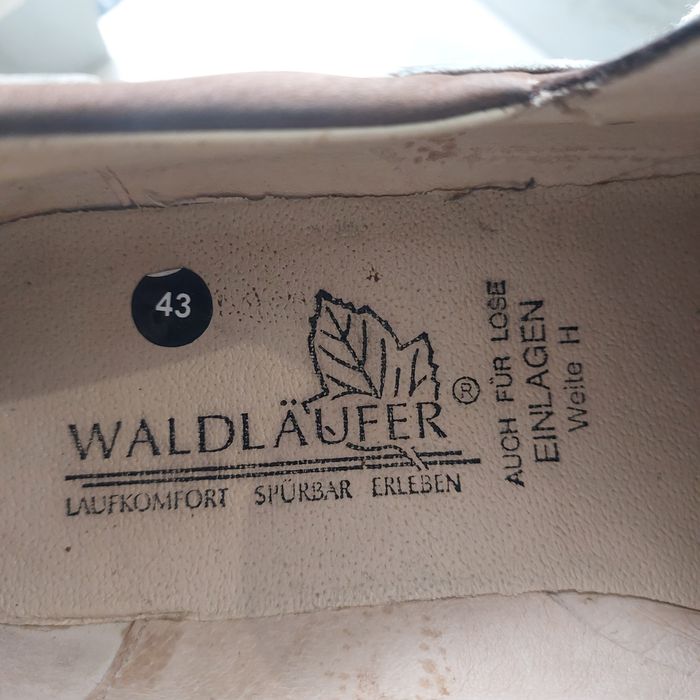 43
WALDLÄUFER ®
LAUFKOMFORT SPÜRBAR ERLEBEN
AUCH FÜR LOSE
EINLAGEN
Weite H